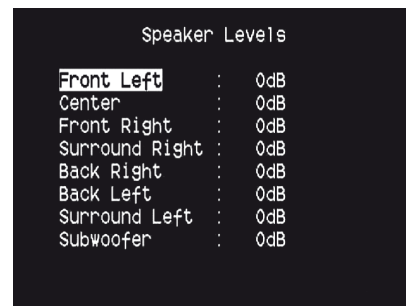 Speaker Levels
Front Left : 0dB
Center : 0dB
Front Right : 0dB
Surround Right : 0dB
Back Right : 0dB
Back Left : 0dB
Surround Left : 0dB
Subwoofer : 0dB